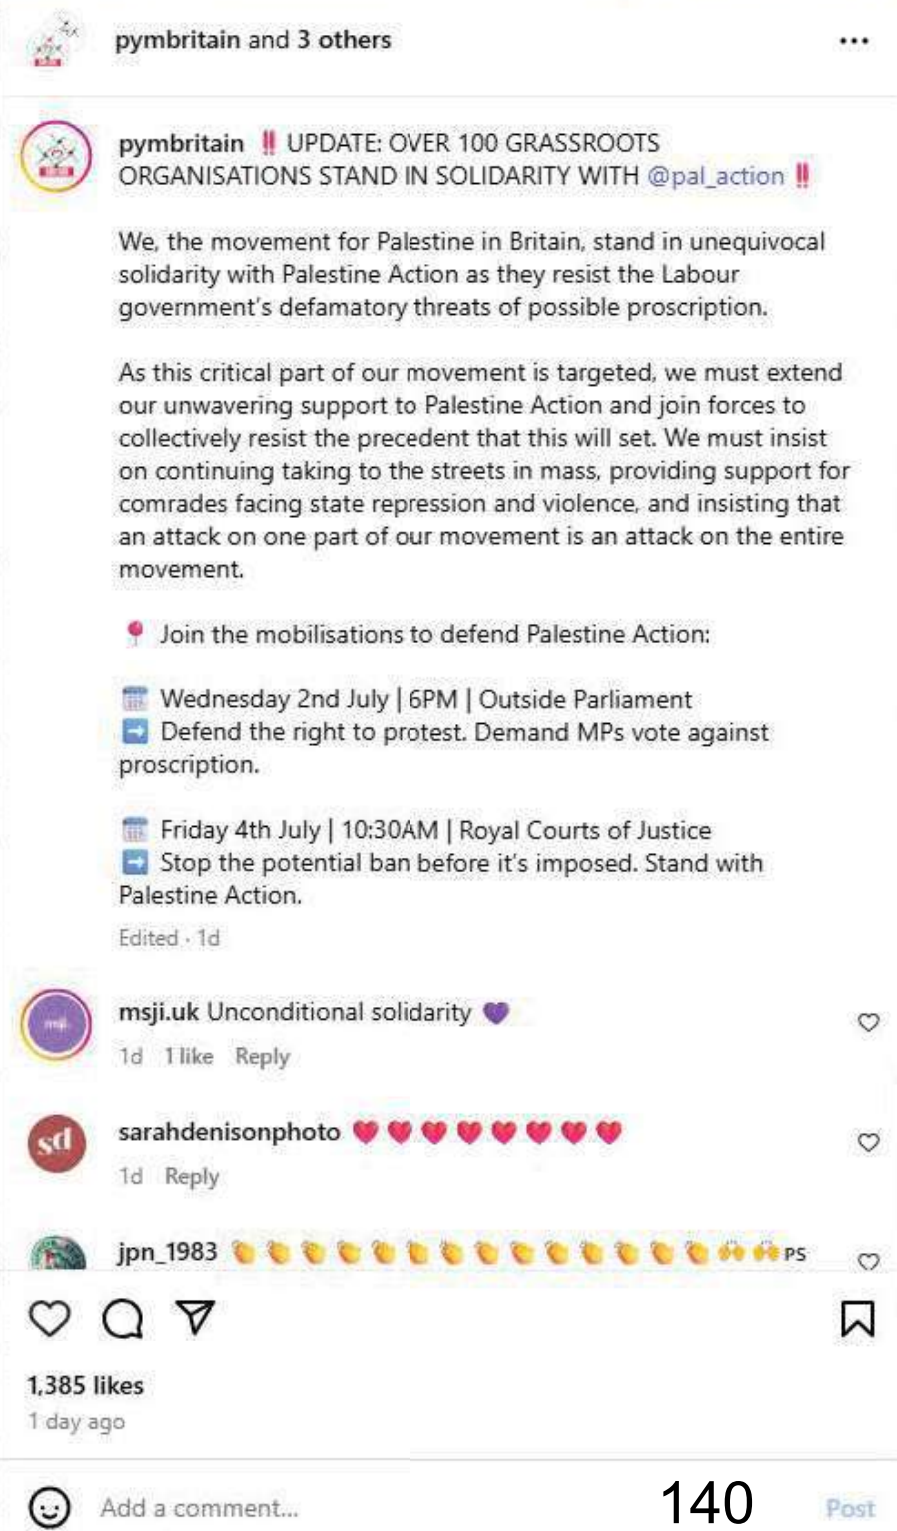 pymbritain and 3 others
pymbritain ‼️ UPDATE: OVER 100 GRASSROOTS
ORGANISATIONS STAND IN SOLIDARITY WITH @pal_action ‼️
We, the movement for Palestine in Britain, stand in unequivocal
solidarity with Palestine Action as they resist the Labour
government's defamatory threats of possible proscription.
As this critical part of our movement is targeted, we must extend
our unwavering support to Palestine Action and join forces to
collectively resist the precedent that this will set. We must insist
on continuing taking to the streets in mass, providing support for
comrades facing state repression and violence, and insisting that
an attack on one part of our movement is an attack on the entire
movement.
📍 Join the mobilisations to defend Palestine Action:
🗓️ Wednesday 2nd July | 6PM | Outside Parliament
➡️ Defend the right to protest. Demand MPs vote against
proscription.
🗓️ Friday 4th July | 10:30AM | Royal Courts of Justice
➡️ Stop the potential ban before it's imposed. Stand with
Palestine Action.
Edited · 1d
msji.uk Unconditional solidarity 💜
1d 1 like Reply
sd
sarahdenisonphoto ❤️❤️❤️❤️❤️❤️❤️❤️
1d Reply
jpn_1983 👏👏👏👏👏👏👏👏👏👏👏👏👏👏🙌🙌 PS
1,385 likes
1 day ago
Add a comment...
140
Post